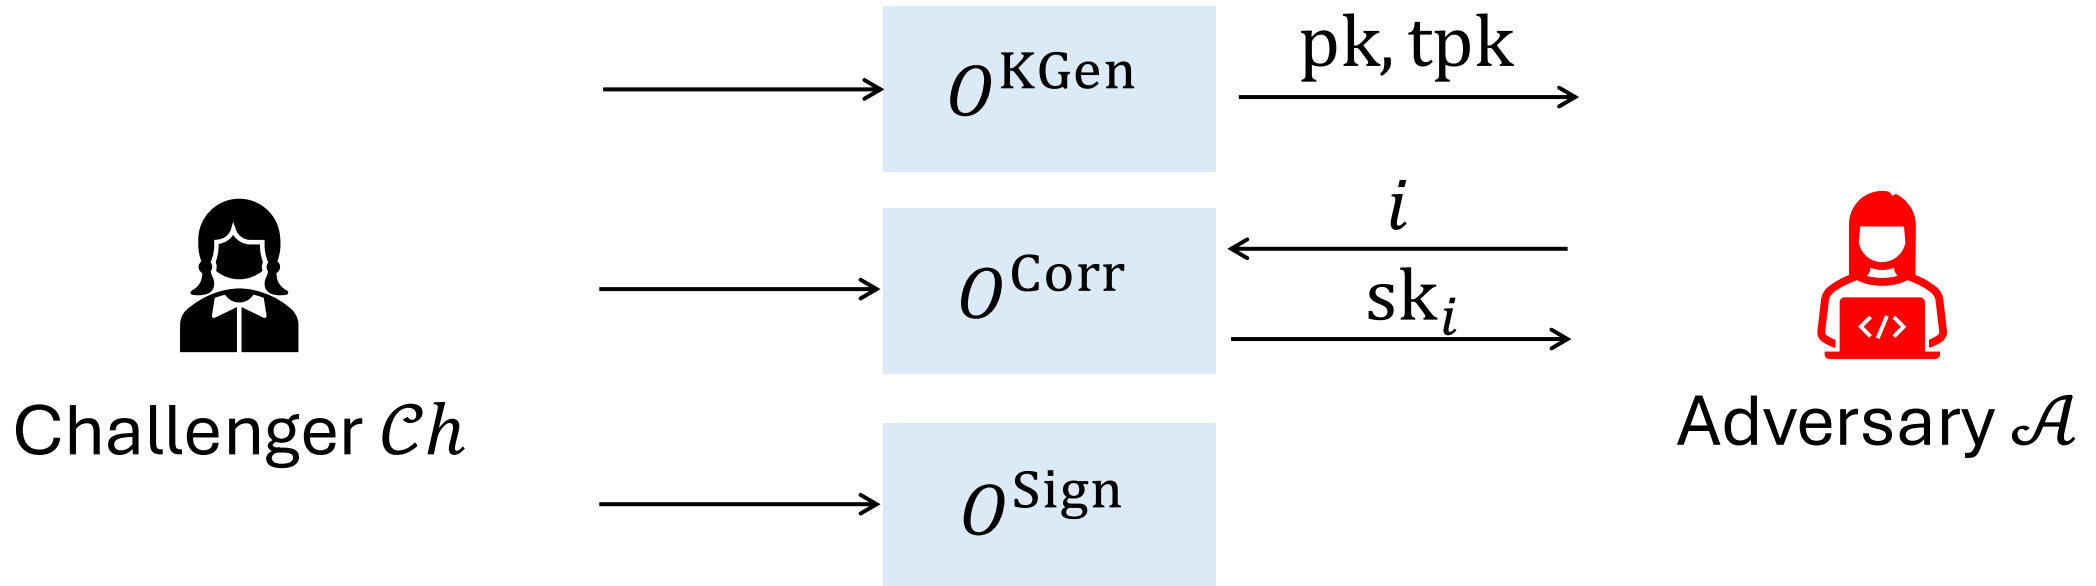 O^KGen
pk, tpk
i
O^Corr
sk_i
</>
Challenger 𝒞h
Adversary 𝒜
O^Sign